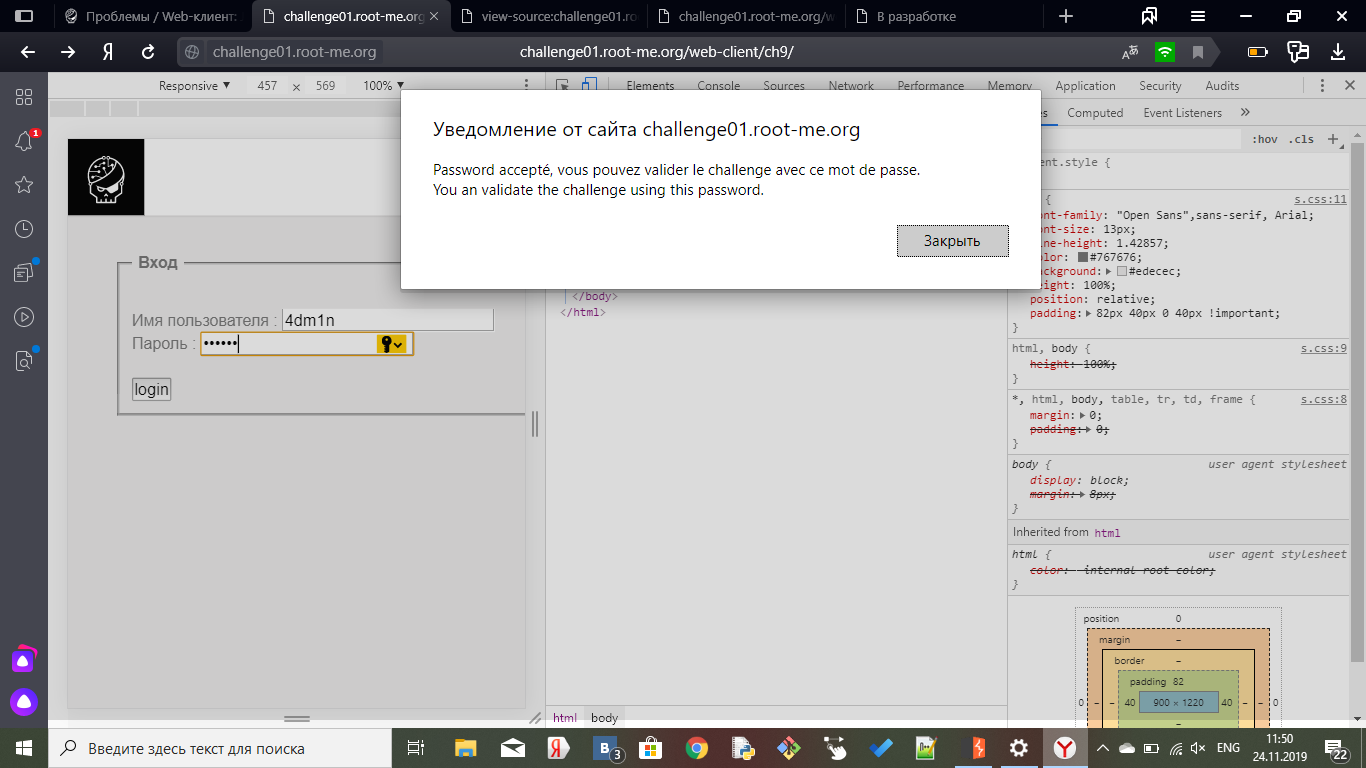 Проблемы / Web-клиент:
challenge01.root-me.org
view-source:challenge01.ro
challenge01.root-me.org/w
В разработке
challenge01.root-me.org
challenge01.root-me.org/web-client/ch9/
Responsive 457 × 569 100%
Elements Console Sources Network Performance Memory Application Security Audits
Computed Event Listeners
:hov .cls
Уведомление от сайта challenge01.root-me.org
Password accepté, vous pouvez valider le challenge avec ce mot de passe.
You an validate the challenge using this password.
Закрыть
1
Вход
Имя пользователя : 4dm1n
Пароль : ••••••
login
</body>
</html>
ent.style {
{ s.css:11
ont-family: "Open Sans",sans-serif, Arial;
ont-size: 13px;
ine-height: 1.42857;
olor: #767676;
ackground: #edecec;
eight: 100%;
position: relative;
padding: 82px 40px 0 40px !important;
}
html, body { s.css:9
height: 100%;
}
*, html, body, table, tr, td, frame { s.css:8
margin: 0;
padding: 0;
}
body { user agent stylesheet
display: block;
margin: 8px;
}
Inherited from html
html { user agent stylesheet
color: -internal-root-color;
}
position 0
margin –
border –
padding 82
0 – – 40 900 × 1220 40 – – 0
–
html body
Введите здесь текст для поиска
3
ENG
11:50
24.11.2019
22